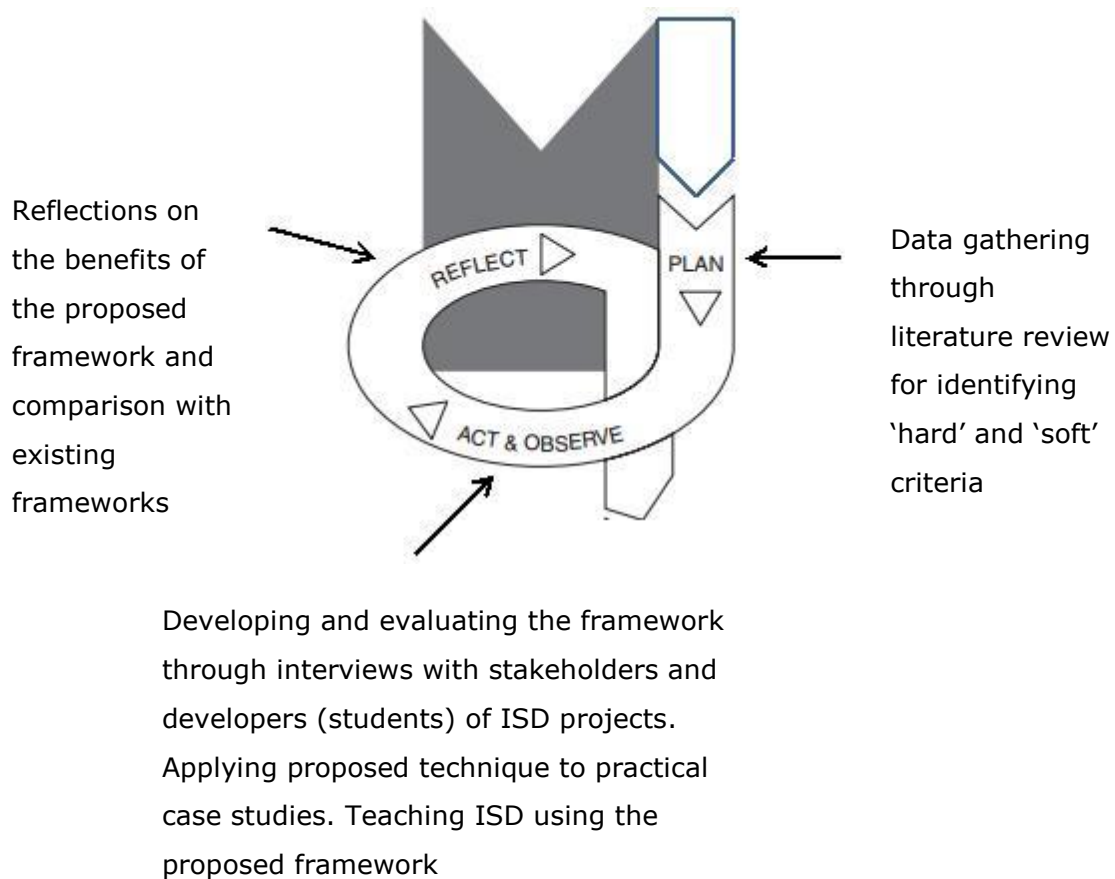 Reflections on
the benefits of
the proposed
framework and
comparison with
existing
frameworks
REFLECT
PLAN
ACT & OBSERVE
Data gathering
through
literature review
for identifying
‘hard’ and ‘soft’
criteria
Developing and evaluating the framework
through interviews with stakeholders and
developers (students) of ISD projects.
Applying proposed technique to practical
case studies. Teaching ISD using the
proposed framework